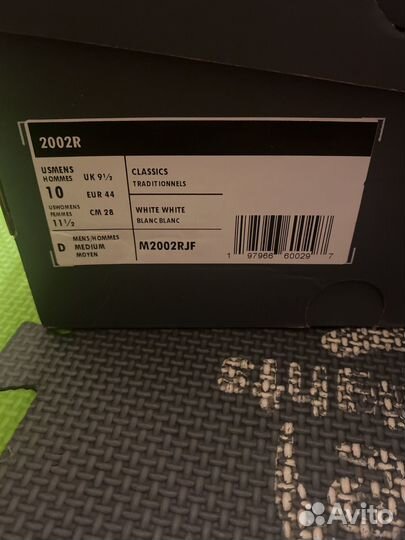 2002R
USMENS
HOMMES
10
UK 9½
EUR 44
USWOMENS
FEMMES
11½
CM 28
D
MENS/HOMMES
MEDIUM
MOYEN
CLASSICS
TRADITIONNELS
WHITE WHITE
BLANC BLANC
M2002RJF
1 97966 60029 7
Avito